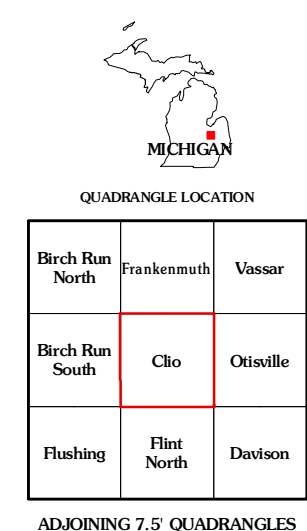 MICHIGAN
QUADRANGLE LOCATION
Birch Run
North
Frankenmuth
Vassar
Birch Run
South
Clio
Otisville
Flushing
Flint
North
Davison
ADJOINING 7.5' QUADRANGLES